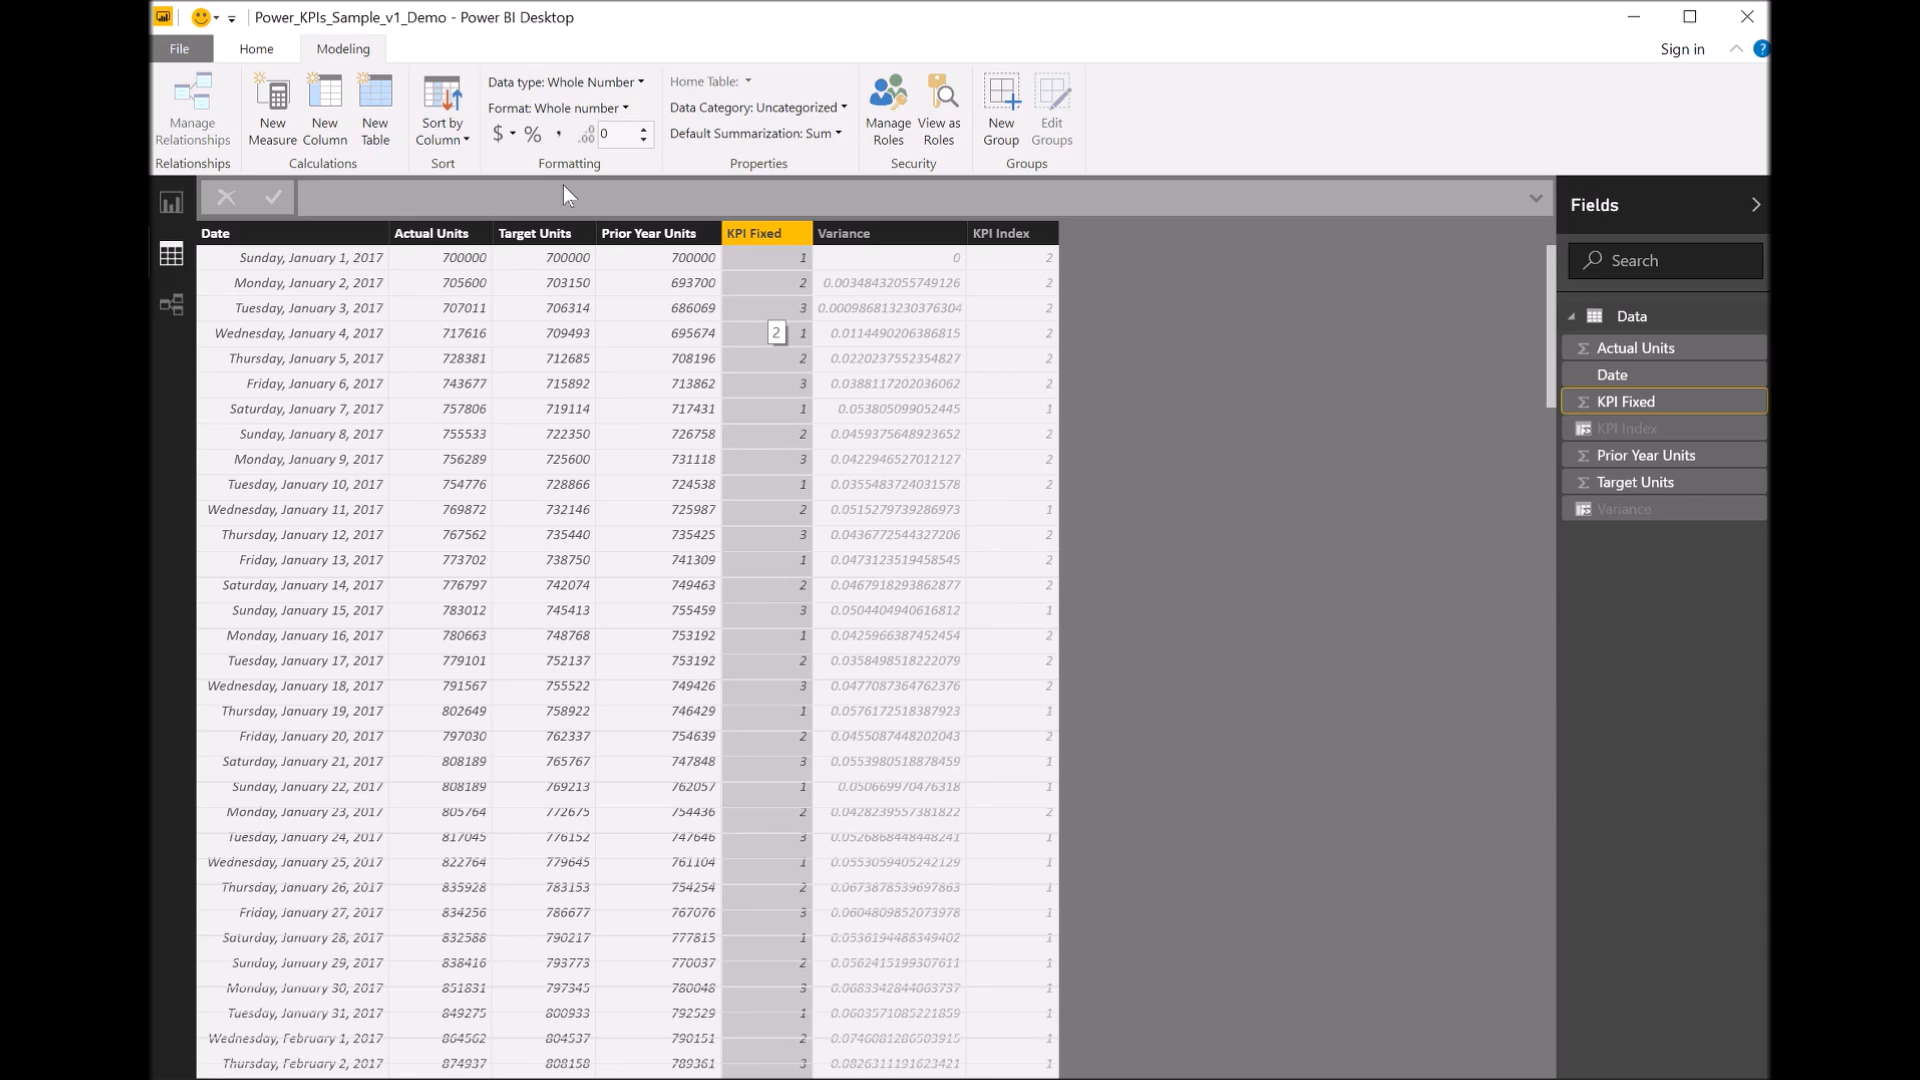 Power_KPIs_Sample_v1_Demo - Power BI Desktop
File Home Modeling Sign in ?
Manage Relationships
Relationships
New Measure
New Column
New Table
Calculations
Sort by Column
Sort
Data type: Whole Number
Format: Whole number
$ % , .00 0
Formatting
Home Table:
Data Category: Uncategorized
Default Summarization: Sum
Properties
Manage Roles
View as Roles
Security
New Group
Edit Groups
Groups
Date Actual Units Target Units Prior Year Units KPI Fixed Variance KPI Index
Sunday, January 1, 2017 700000 700000 700000 1 0 2
Monday, January 2, 2017 705600 703150 693700 2 0.00348432055749126 2
Tuesday, January 3, 2017 707011 706314 686069 3 0.000986813230376304 2
Wednesday, January 4, 2017 717616 709493 695674 2 1 0.0114490206386815 2
Thursday, January 5, 2017 728381 712685 708196 2 0.0220237552354827 2
Friday, January 6, 2017 743677 715892 713862 3 0.0388117202036062 2
Saturday, January 7, 2017 757806 719114 717431 1 0.053805099052445 1
Sunday, January 8, 2017 755533 722350 726758 2 0.0459375648923652 2
Monday, January 9, 2017 756289 725600 731118 3 0.0422946527012127 2
Tuesday, January 10, 2017 754776 728866 724538 1 0.0355483724031578 2
Wednesday, January 11, 2017 769872 732146 725987 2 0.0515279739286973 1
Thursday, January 12, 2017 767562 735440 735425 3 0.0436772544327206 2
Friday, January 13, 2017 773702 738750 741309 1 0.0473123519458545 2
Saturday, January 14, 2017 776797 742074 749463 2 0.0467918293862877 2
Sunday, January 15, 2017 783012 745413 755459 3 0.0504404940616812 1
Monday, January 16, 2017 780663 748768 753192 1 0.0425966387452454 2
Tuesday, January 17, 2017 779101 752137 753192 2 0.0358498518222079 2
Wednesday, January 18, 2017 791567 755522 749426 3 0.0477087364762376 2
Thursday, January 19, 2017 802649 758922 746429 1 0.0576172518387923 1
Friday, January 20, 2017 797030 762337 754639 2 0.0455087448202043 2
Saturday, January 21, 2017 808189 765767 747848 3 0.0553980518878459 1
Sunday, January 22, 2017 808189 769213 762057 1 0.050669970476318 1
Monday, January 23, 2017 805764 772675 754436 2 0.0428239557381822 2
Tuesday, January 24, 2017 817045 776152 747646 3 0.0526868448448241 1
Wednesday, January 25, 2017 822764 779645 761104 1 0.0553059405242129 1
Thursday, January 26, 2017 835928 783153 754254 2 0.0673878539697863 1
Friday, January 27, 2017 834256 786677 767076 3 0.0604809852073978 1
Saturday, January 28, 2017 832588 790217 777815 1 0.0536194488349402 1
Sunday, January 29, 2017 838416 793773 770037 2 0.0562415199307611 1
Monday, January 30, 2017 851831 797345 780048 3 0.0683342844063737 1
Tuesday, January 31, 2017 849275 800933 792529 1 0.0603571085221859 1
Wednesday, February 1, 2017 864562 804537 790151 2 0.0746081286503915 1
Thursday, February 2, 2017 874937 808158 789361 3 0.0826311191623421 1
Fields
Search
Data
Actual Units
Date
KPI Fixed
KPI Index
Prior Year Units
Target Units
Variance